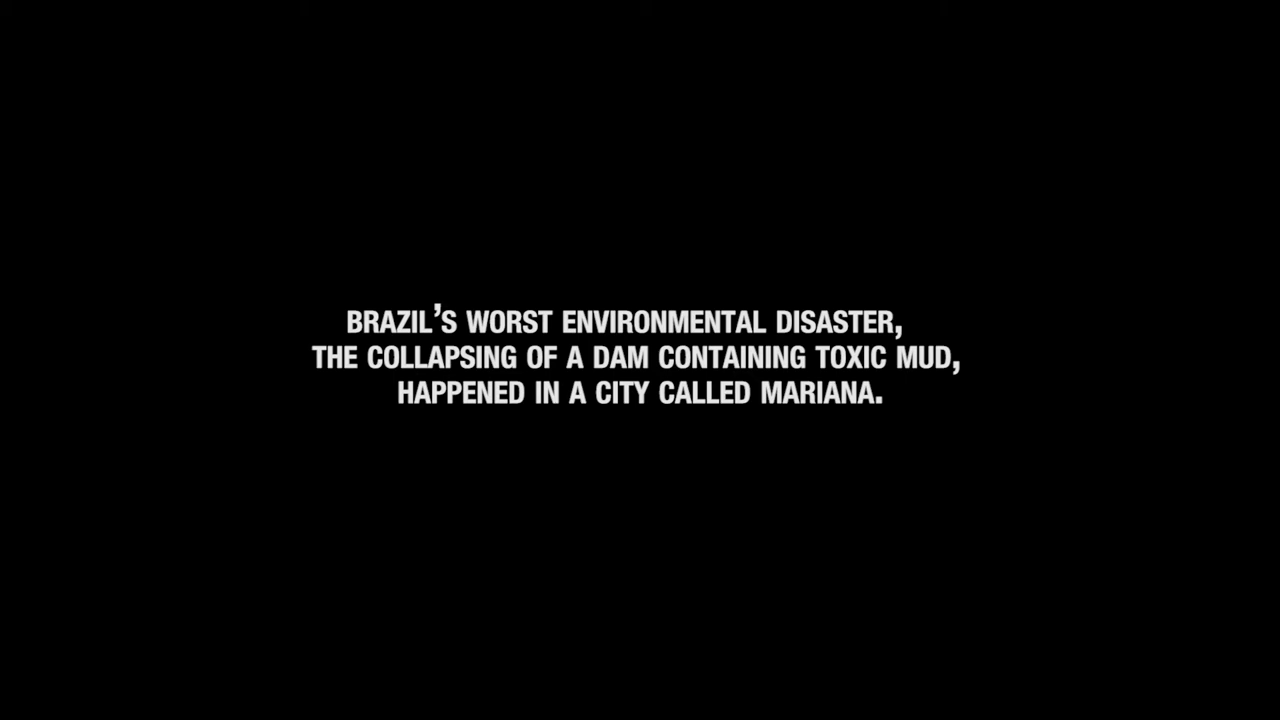 BRAZIL'S WORST ENVIRONMENTAL DISASTER,
THE COLLAPSING OF A DAM CONTAINING TOXIC MUD,
HAPPENED IN A CITY CALLED MARIANA.